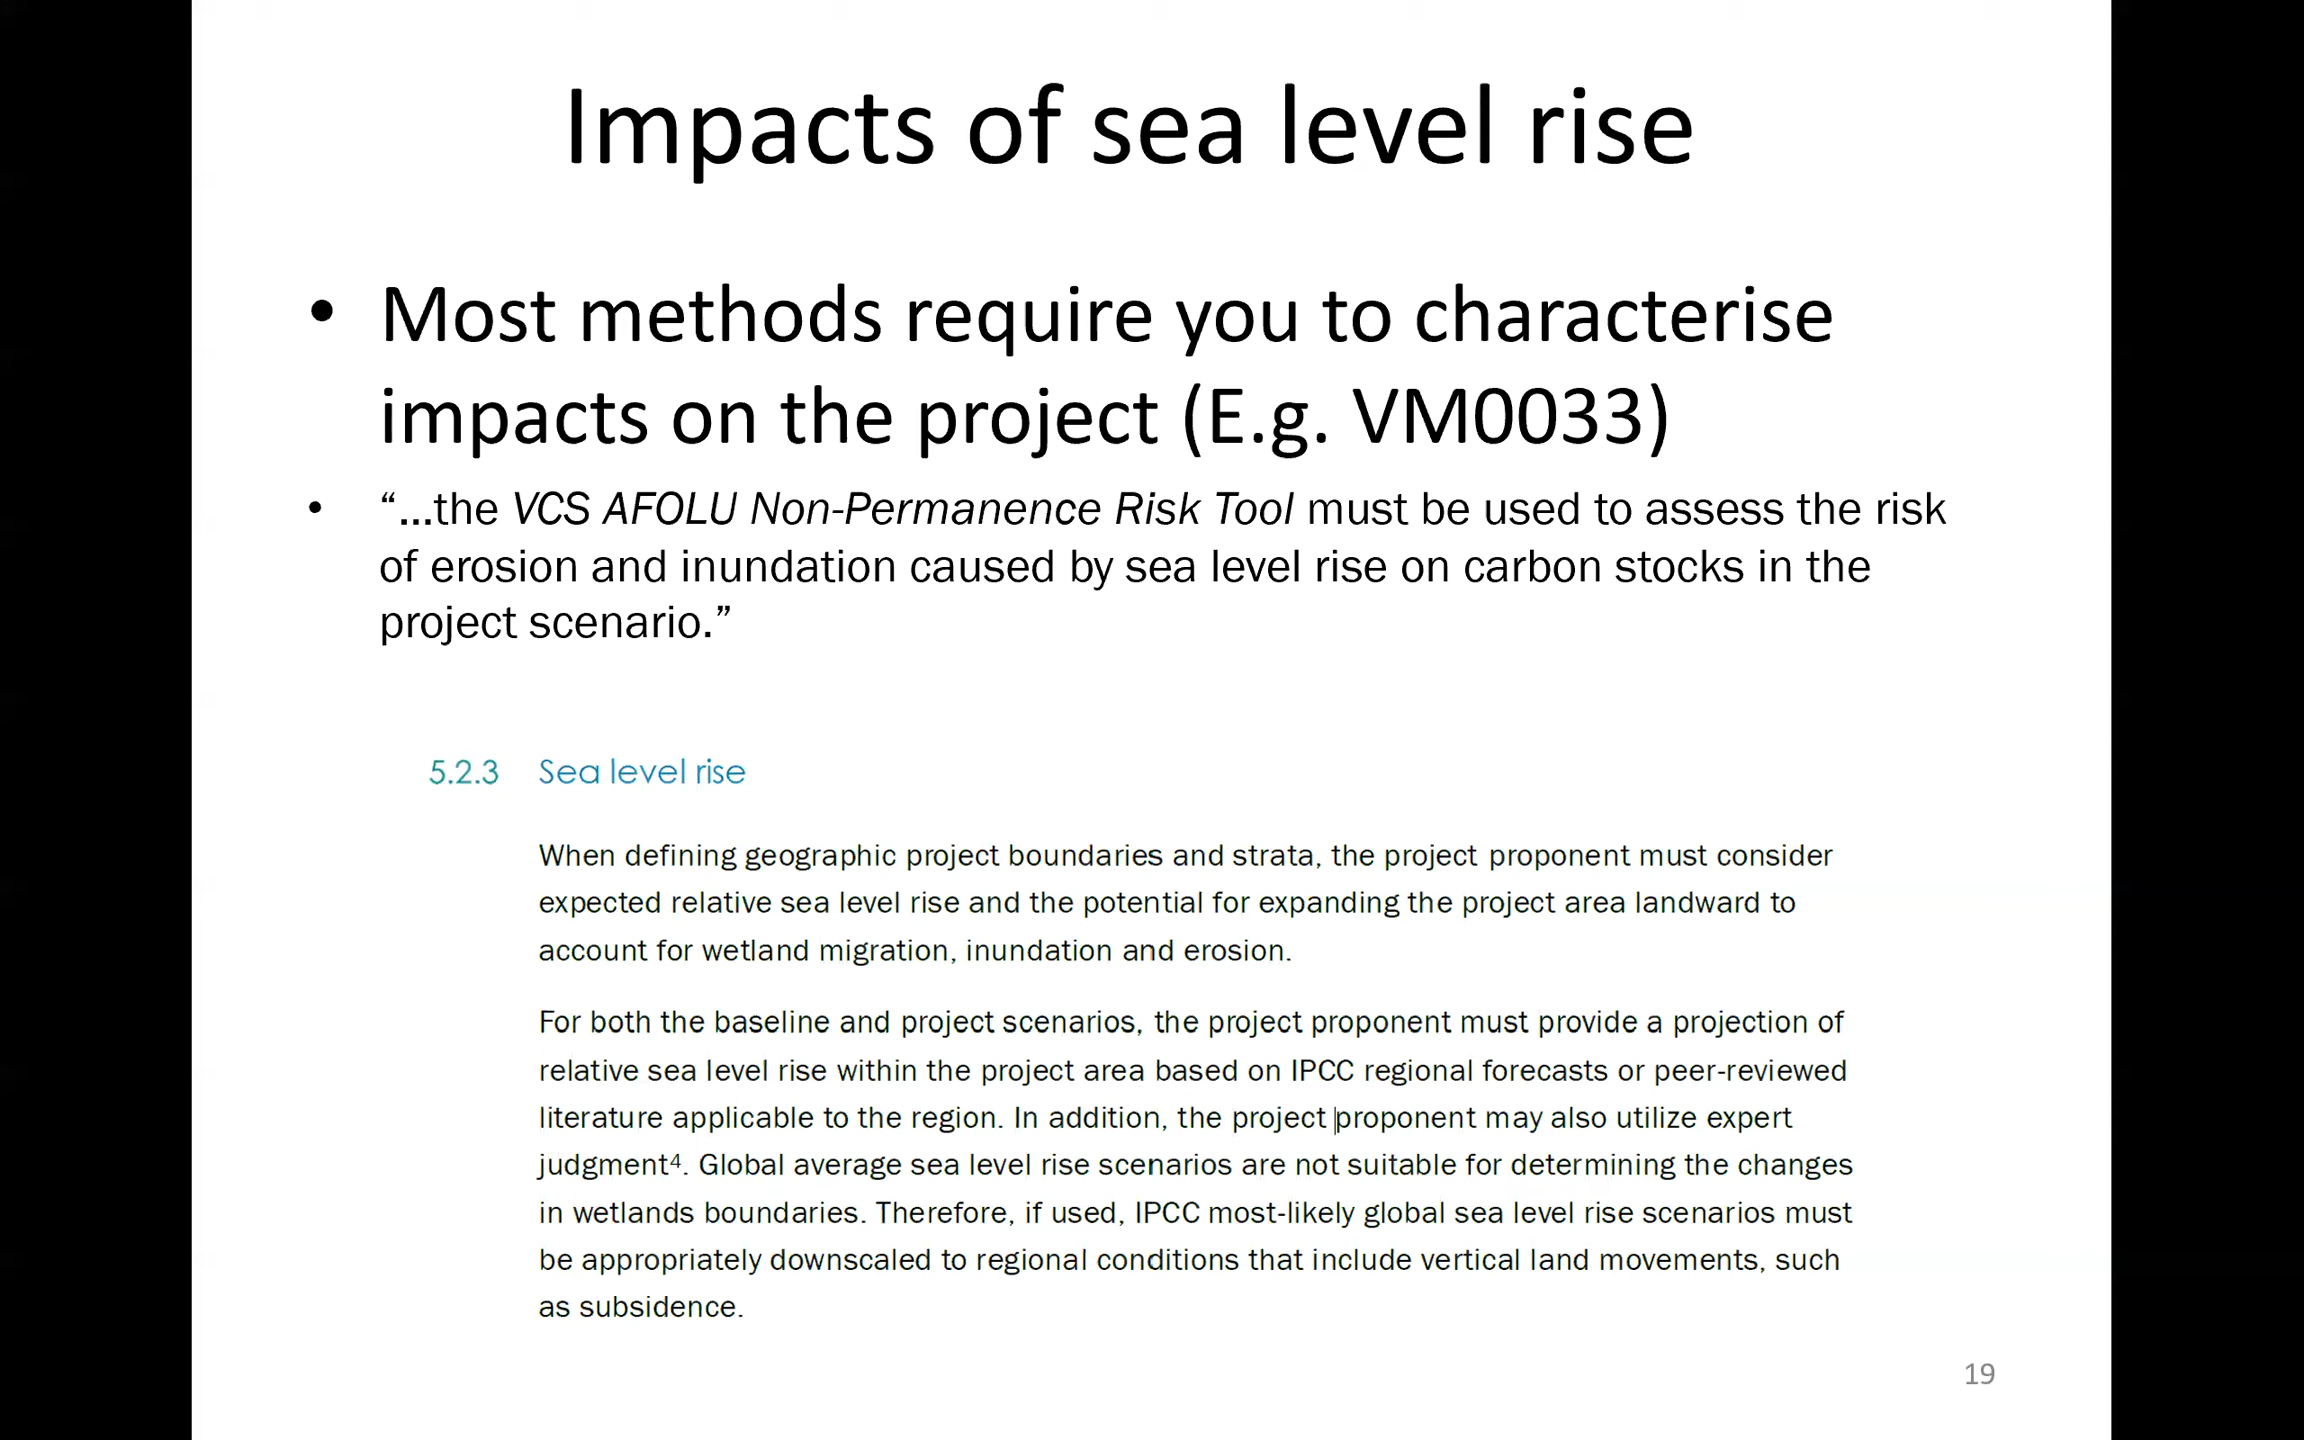 Impacts of sea level rise
• Most methods require you to characterise
impacts on the project (E.g. VM0033)
• “…the VCS AFOLU Non-Permanence Risk Tool must be used to assess the risk
of erosion and inundation caused by sea level rise on carbon stocks in the
project scenario.”
5.2.3 Sea level rise
When defining geographic project boundaries and strata, the project proponent must consider
expected relative sea level rise and the potential for expanding the project area landward to
account for wetland migration, inundation and erosion.
For both the baseline and project scenarios, the project proponent must provide a projection of
relative sea level rise within the project area based on IPCC regional forecasts or peer-reviewed
literature applicable to the region. In addition, the project proponent may also utilize expert
judgment⁴. Global average sea level rise scenarios are not suitable for determining the changes
in wetlands boundaries. Therefore, if used, IPCC most-likely global sea level rise scenarios must
be appropriately downscaled to regional conditions that include vertical land movements, such
as subsidence.
19